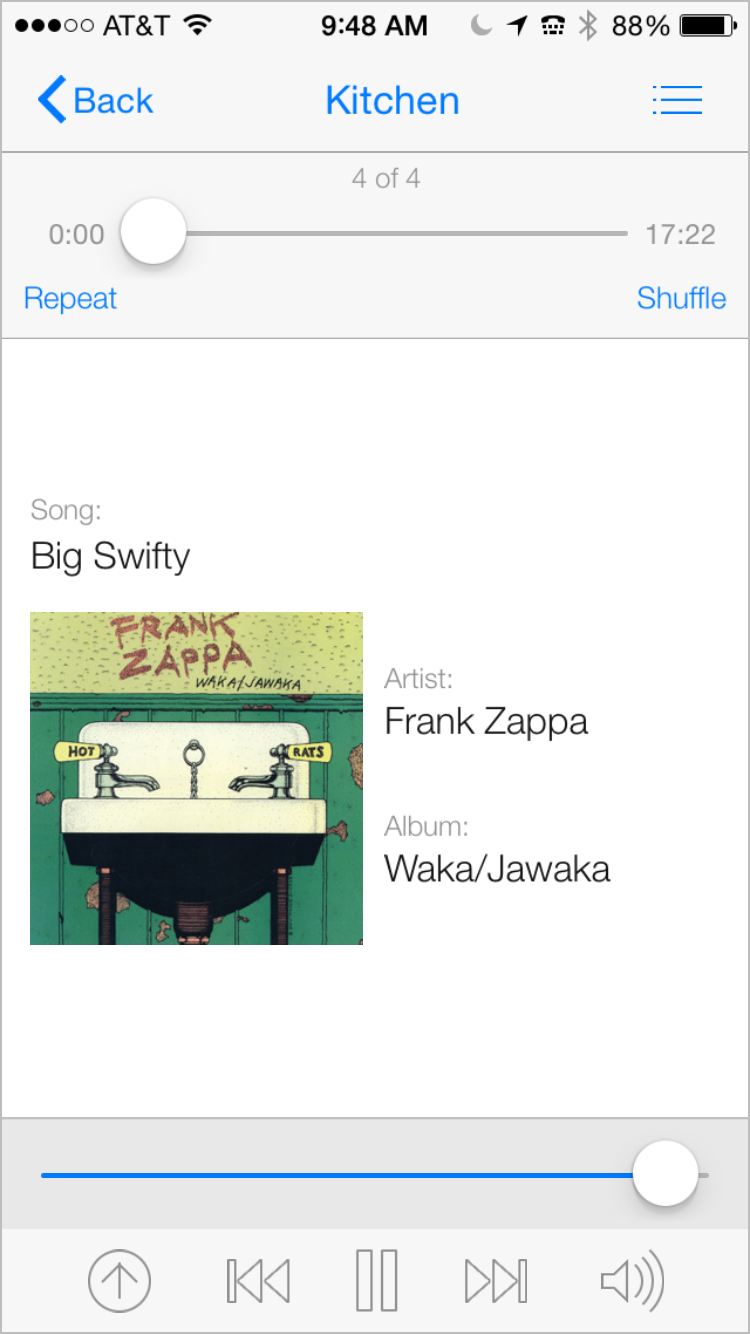 AT&T 9:48 AM 88%
Back Kitchen
4 of 4
0:00 17:22
Repeat Shuffle
Song:
Big Swifty
FRANK
ZAPPA
WAKA/JAWAKA
HOT RATS
Artist:
Frank Zappa
Album:
Waka/Jawaka